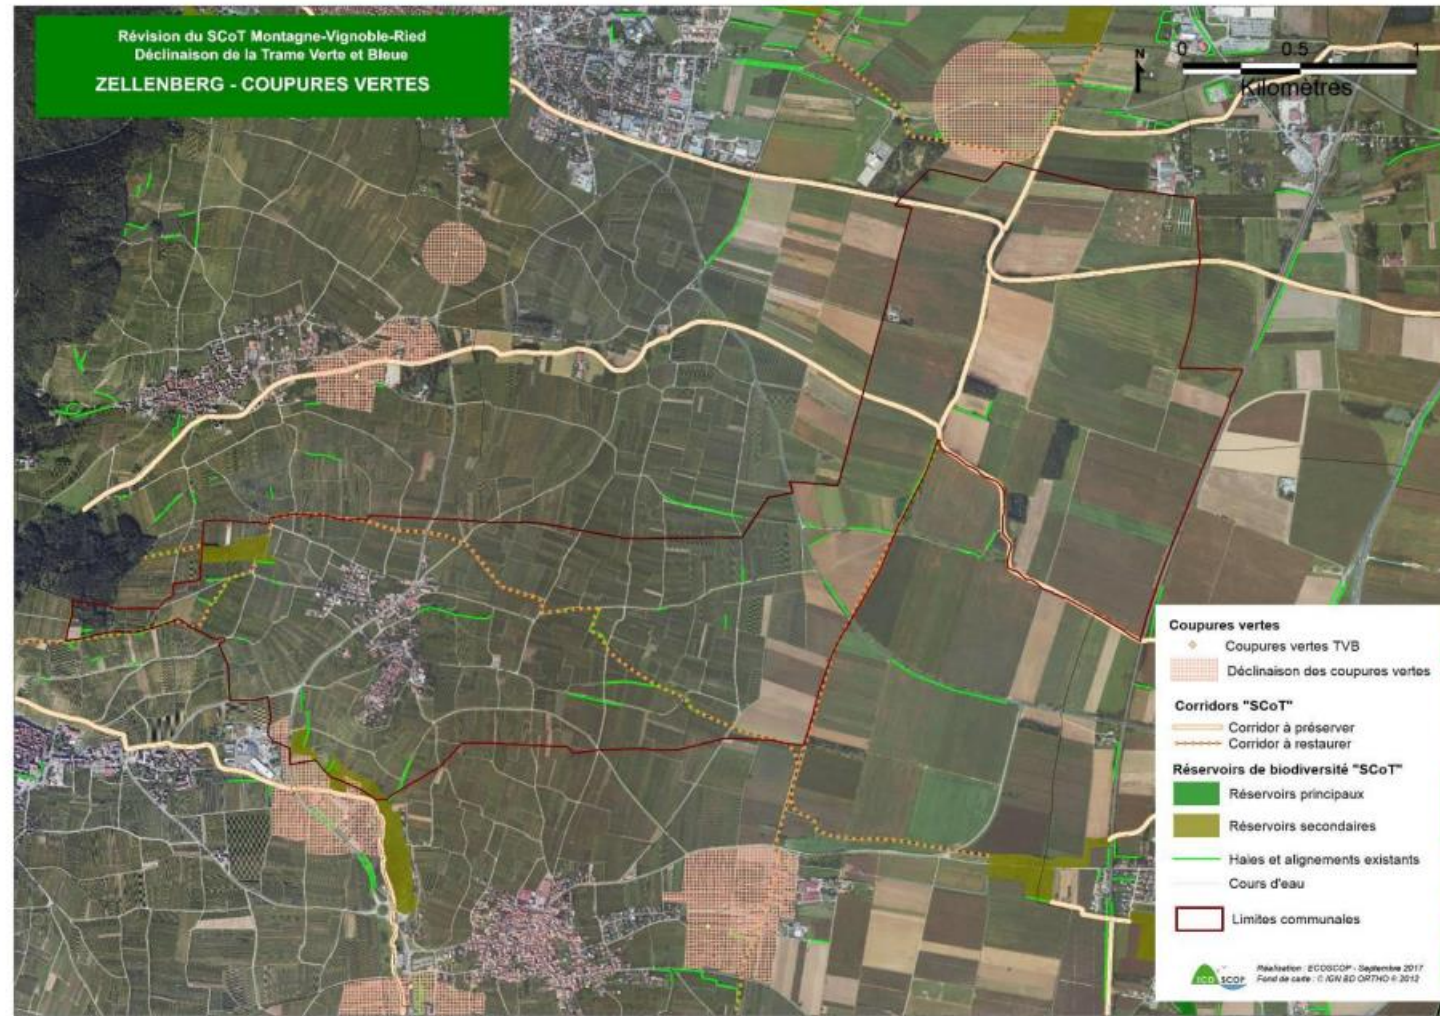 Révision du SCoT Montagne-Vignoble-Ried
Déclinaison de la Trame Verte et Bleue
ZELLENBERG - COUPURES VERTES
N
0 0.5 1
Kilomètres
Coupures vertes
Coupures vertes TVB
Déclinaison des coupures vertes
Corridors "SCoT"
Corridor à préserver
Corridor à restaurer
Réservoirs de biodiversité "SCoT"
Réservoirs principaux
Réservoirs secondaires
Haies et alignements existants
Cours d'eau
Limites communales
ECO SCOP
Réalisation : ECOSCOP - Septembre 2017
Fond de carte : © IGN BD ORTHO © 2012